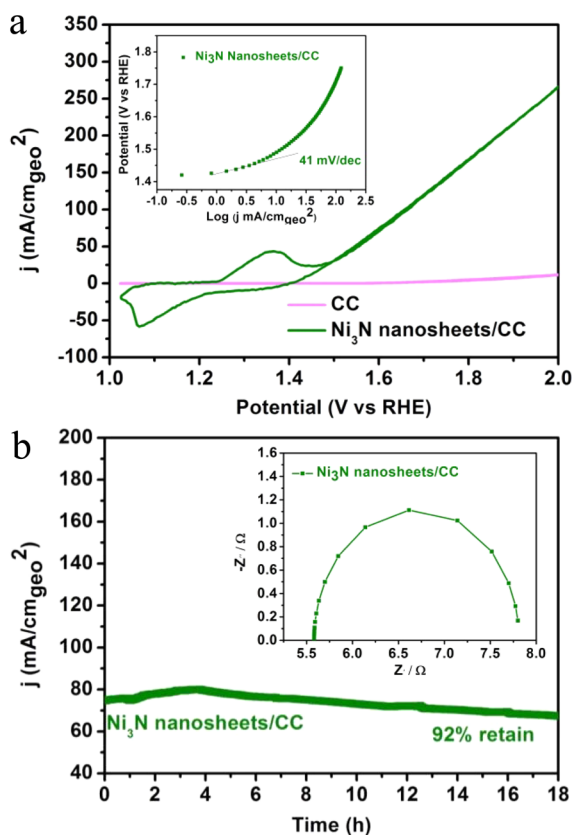 a
350
300
250
200
150
100
50
0
-50
-100
j (mA/cm_geo²)
1.0 1.2 1.4 1.6 1.8 2.0
Potential (V vs RHE)
CC
Ni₃N nanosheets/CC
Ni₃N Nanosheets/CC
1.8
1.7
1.6
1.5
1.4
Potential (V vs RHE)
41 mV/dec
-1.0 -0.5 0.0 0.5 1.0 1.5 2.0 2.5
Log (j mA/cm_geo²)
b
200
180
160
140
120
100
80
60
40
j (mA/cm_geo²)
Ni₃N nanosheets/CC
92% retain
0 2 4 6 8 10 12 14 16 18
Time (h)
Ni₃N nanosheets/CC
1.6
1.4
1.2
1.0
0.8
0.6
0.4
0.2
0.0
-Z'' / Ω
5.5 6.0 6.5 7.0 7.5 8.0
Z' / Ω